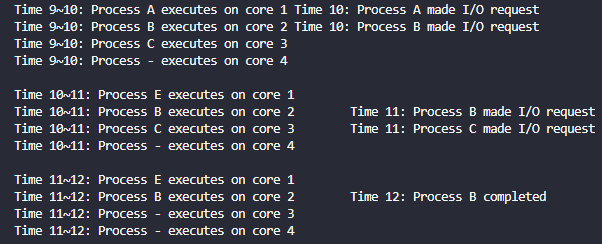 Time 9~10: Process A executes on core 1 Time 10: Process A made I/O request
Time 9~10: Process B executes on core 2 Time 10: Process B made I/O request
Time 9~10: Process C executes on core 3
Time 9~10: Process - executes on core 4
Time 10~11: Process E executes on core 1
Time 10~11: Process B executes on core 2 Time 11: Process B made I/O request
Time 10~11: Process C executes on core 3 Time 11: Process C made I/O request
Time 10~11: Process - executes on core 4
Time 11~12: Process E executes on core 1
Time 11~12: Process B executes on core 2 Time 12: Process B completed
Time 11~12: Process - executes on core 3
Time 11~12: Process - executes on core 4